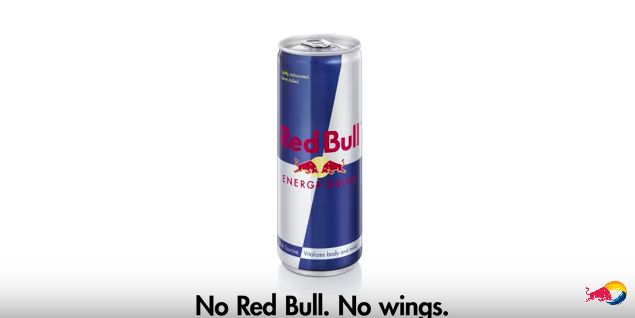 Red Bull
ENERGY DRINK
Vitalizes body and mind
No Red Bull. No wings.